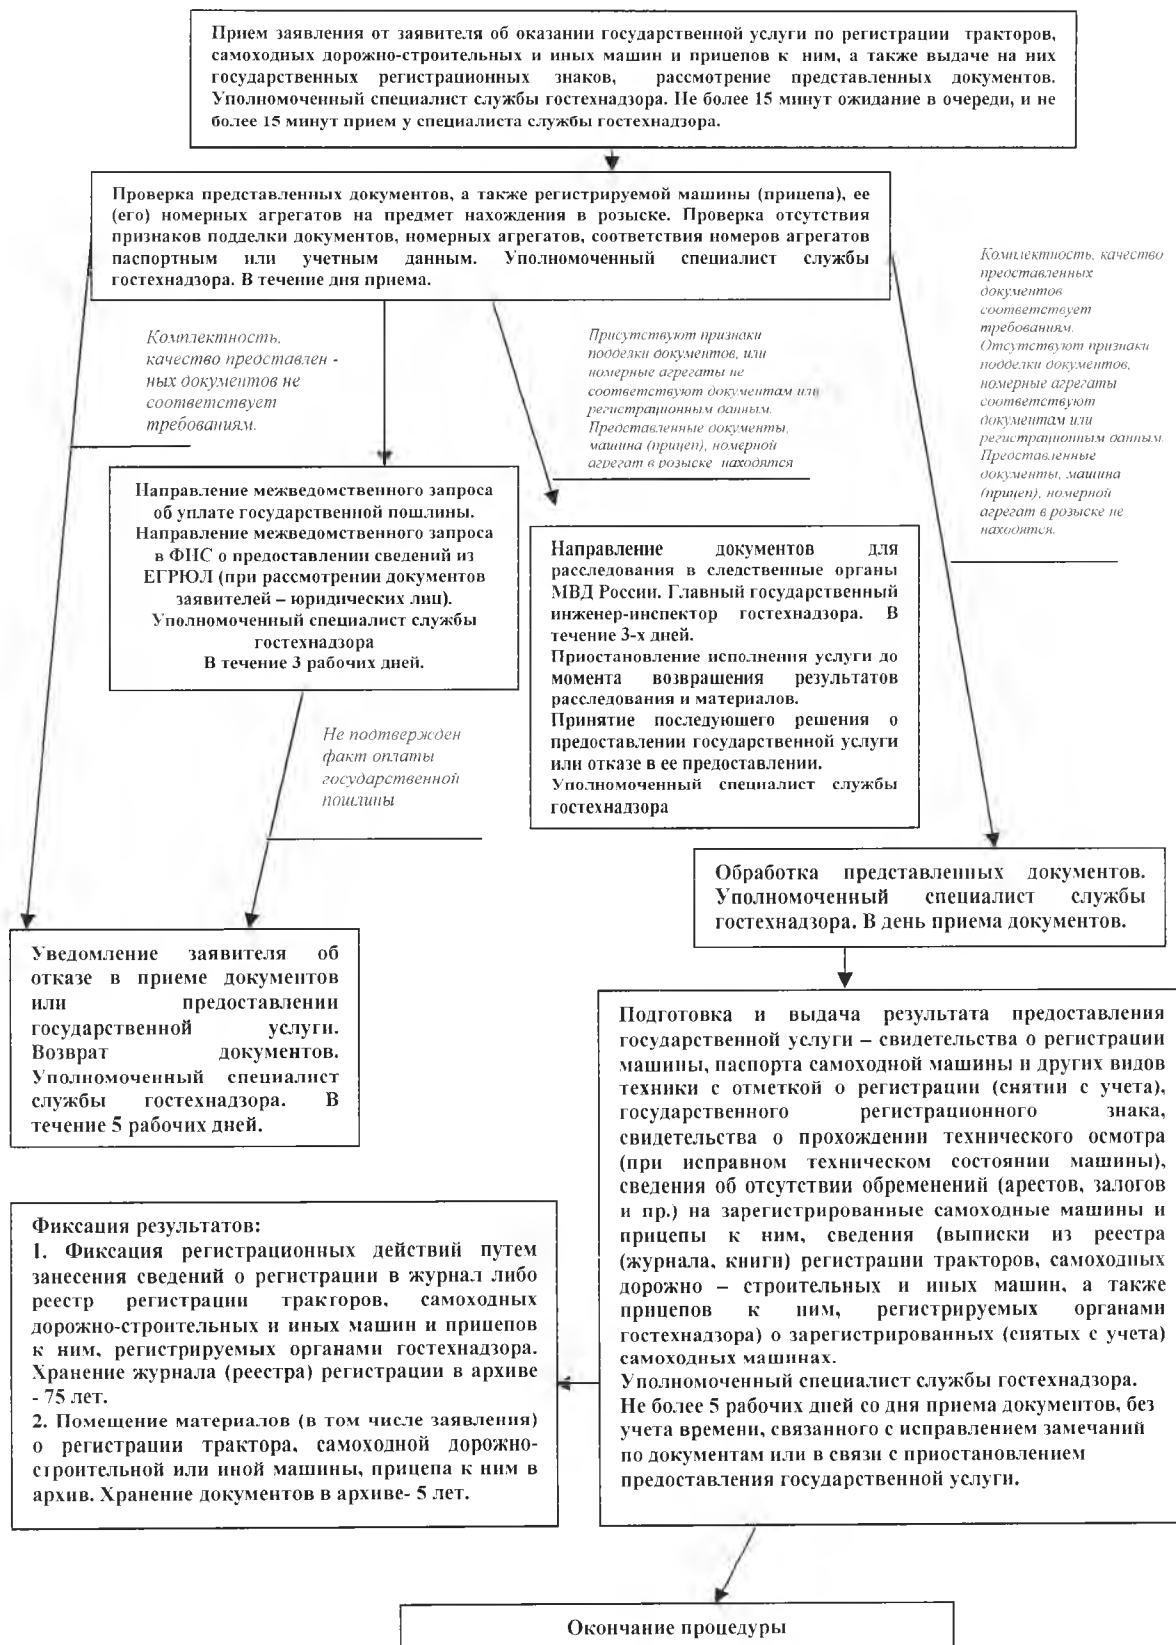 Прием заявления от заявителя об оказании государственной услуги по регистрации тракторов,
самоходных дорожно-строительных и иных машин и прицепов к ним, а также выдаче на них
государственных регистрационных знаков, рассмотрение представленных документов.
Уполномоченный специалист службы гостехнадзора. Не более 15 минут ожидание в очереди, и не
более 15 минут прием у специалиста службы гостехнадзора.
Проверка представленных документов, а также регистрируемой машины (прицепа), ее
(его) номерных агрегатов на предмет нахождения в розыске. Проверка отсутствия
признаков подделки документов, номерных агрегатов, соответствия номеров агрегатов
паспортным или учетным данным. Уполномоченный специалист службы
гостехнадзора. В течение дня приема.
Комплектность,
качество представлен -
ных документов не
соответствует
требованиям.
Присутствуют признаки
подделки документов, или
номерные агрегаты не
соответствуют документам или
регистрационным данным.
Представленные документы,
машина (прицеп), номерной
агрегат в розыске находятся
Комплектность, качество
представленных
документов
соответствует
требованиям.
Отсутствуют признаки
подделки документов,
номерные агрегаты
соответствуют
документам или
регистрационным данным.
Представленные
документы, машина
(прицеп), номерной
агрегат в розыске не
находятся.
Направление межведомственного запроса
об уплате государственной пошлины.
Направление межведомственного запроса
в ФНС о предоставлении сведений из
ЕГРЮЛ (при рассмотрении документов
заявителей – юридических лиц).
Уполномоченный специалист службы
гостехнадзора
В течение 3 рабочих дней.
Направление документов для
расследования в следственные органы
МВД России. Главный государственный
инженер-инспектор гостехнадзора. В
течение 3-х дней.
Приостановление исполнения услуги до
момента возвращения результатов
расследования и материалов.
Принятие последующего решения о
предоставлении государственной услуги
или отказе в ее предоставлении.
Уполномоченный специалист службы
гостехнадзора
Не подтвержден
факт оплаты
государственной
пошлины
Обработка представленных документов.
Уполномоченный специалист службы
гостехнадзора. В день приема документов.
Уведомление заявителя об
отказе в приеме документов
или предоставлении
государственной услуги.
Возврат документов.
Уполномоченный специалист
службы гостехнадзора. В
течение 5 рабочих дней.
Подготовка и выдача результата предоставления
государственной услуги – свидетельства о регистрации
машины, паспорта самоходной машины и других видов
техники с отметкой о регистрации (снятии с учета),
государственного регистрационного знака,
свидетельства о прохождении технического осмотра
(при исправном техническом состоянии машины),
сведения об отсутствии обременений (арестов, залогов
и пр.) на зарегистрированные самоходные машины и
прицепы к ним, сведения (выписки из реестра
(журнала, книги) регистрации тракторов, самоходных
дорожно – строительных и иных машин, а также
прицепов к ним, регистрируемых органами
гостехнадзора) о зарегистрированных (снятых с учета)
самоходных машинах.
Уполномоченный специалист службы гостехнадзора.
Не более 5 рабочих дней со дня приема документов, без
учета времени, связанного с исправлением замечаний
по документам или в связи с приостановлением
предоставления государственной услуги.
Фиксация результатов:
1. Фиксация регистрационных действий путем
занесения сведений о регистрации в журнал либо
реестр регистрации тракторов, самоходных
дорожно-строительных и иных машин и прицепов
к ним, регистрируемых органами гостехнадзора.
Хранение журнала (реестра) регистрации в архиве
- 75 лет.
2. Помещение материалов (в том числе заявления)
о регистрации трактора, самоходной дорожно-
строительной или иной машины, прицепа к ним в
архив. Хранение документов в архиве- 5 лет.
Окончание процедуры